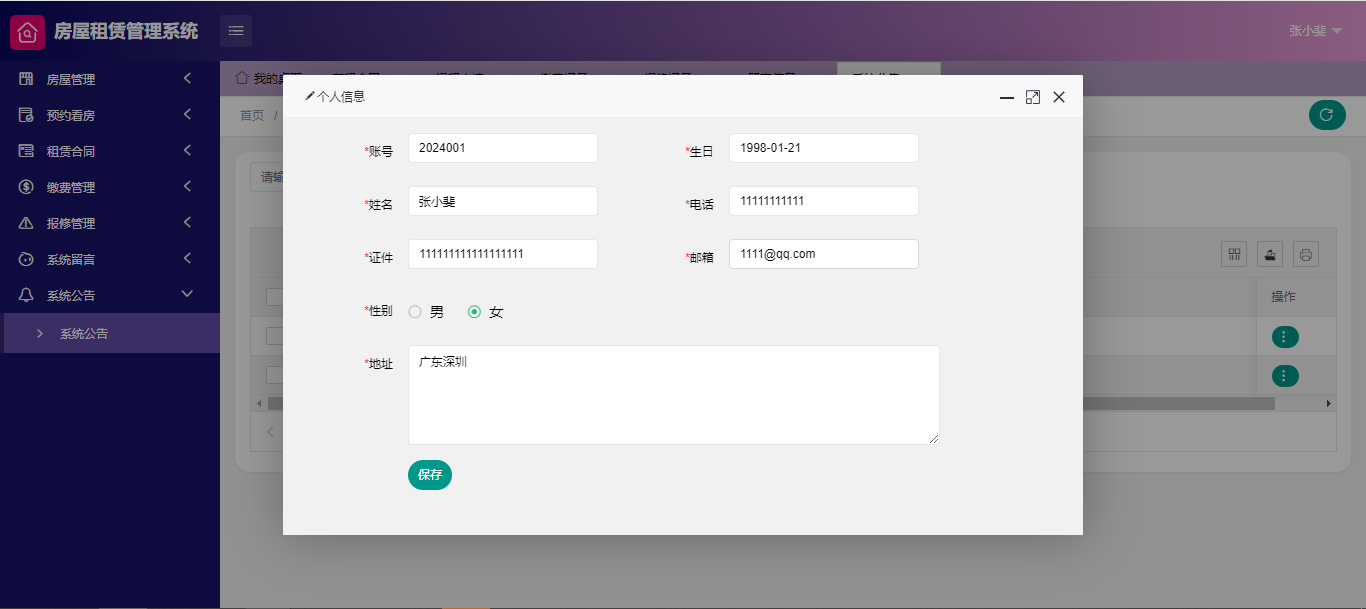 房屋租赁管理系统
张小斐
房屋管理
预约看房
租赁合同
缴费管理
报修管理
系统留言
系统公告
系统公告
我的桌面
首页 /
请输
操作
个人信息
*账号 2024001 *生日 1998-01-21
*姓名 张小斐 *电话 11111111111
*证件 111111111111111111 *邮箱 1111@qq.com
*性别 男 女
*地址 广东深圳
保存